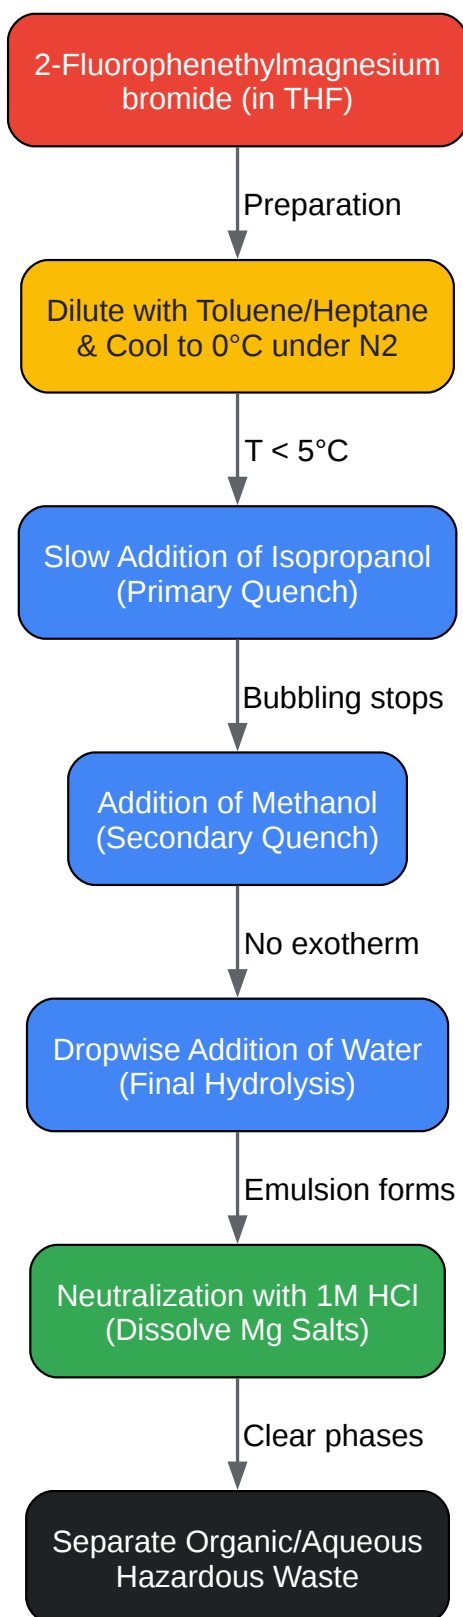 2-Fluorophenethylmagnesium
bromide (in THF)
Preparation
Dilute with Toluene/Heptane
& Cool to 0°C under N2
T < 5°C
Slow Addition of Isopropanol
(Primary Quench)
Bubbling stops
Addition of Methanol
(Secondary Quench)
No exotherm
Dropwise Addition of Water
(Final Hydrolysis)
Emulsion forms
Neutralization with 1M HCl
(Dissolve Mg Salts)
Clear phases
Separate Organic/Aqueous
Hazardous Waste